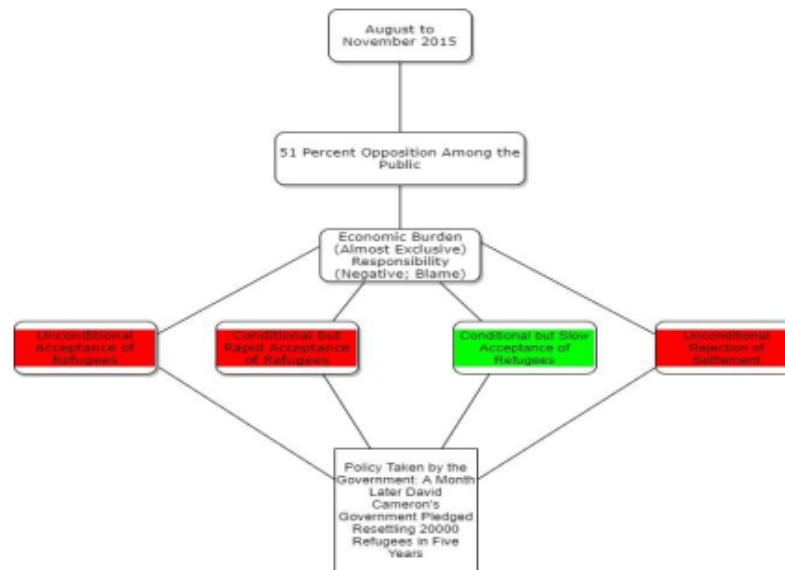 August to
November 2015
51 Percent Opposition Among the
Public
Economic Burden
(Almost Exclusive)
Responsibility
(Negative; Blame)
Unconditional
Acceptance of
Refugees
Conditional but
Rapid Acceptance
of Refugees
Conditional but Slow
Acceptance of
Refugees
Unconditional
Rejection of
Settlement
Policy Taken by the
Government: A Month
Later David
Cameron's
Government Pledged
Resettling 20000
Refugees in Five
Years